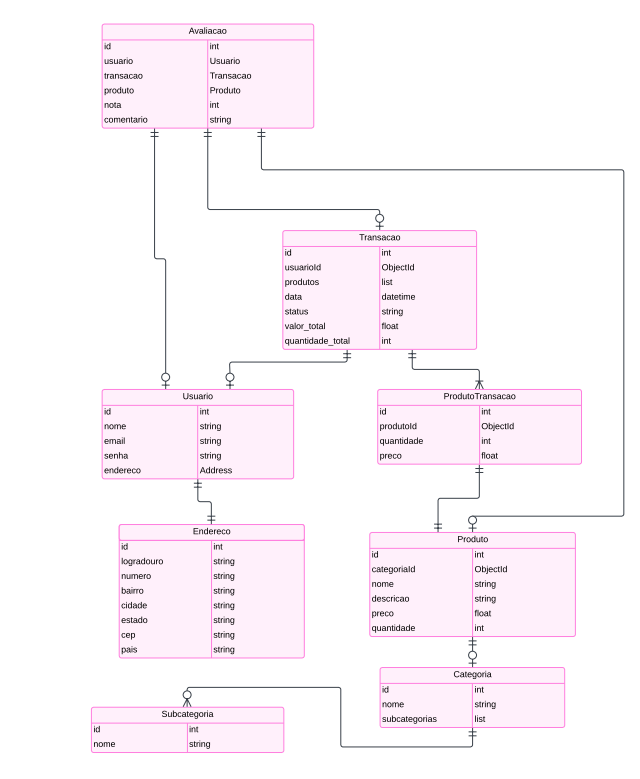 Avaliacao
id int
usuario Usuario
transacao Transacao
produto Produto
nota int
comentario string
Transacao
id int
usuarioId ObjectId
produtos list
data datetime
status string
valor_total float
quantidade_total int
Usuario
id int
nome string
email string
senha string
endereco Address
ProdutoTransacao
id int
produtoId ObjectId
quantidade int
preco float
Endereco
id int
logradouro string
numero string
bairro string
cidade string
estado string
cep string
pais string
Produto
id int
categoriaId ObjectId
nome string
descricao string
preco float
quantidade int
Categoria
id int
nome string
subcategorias list
Subcategoria
id int
nome string